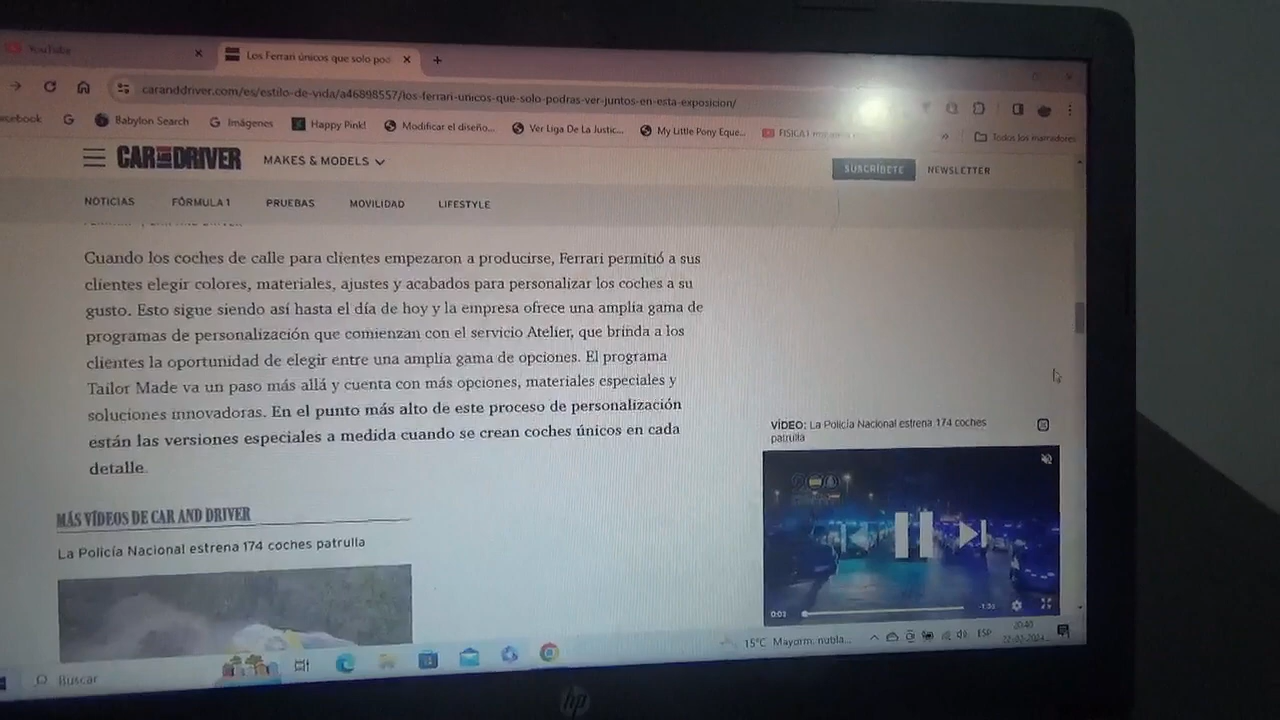 YouTube
Los Ferrari únicos que solo pod
caranddriver.com/es/estilo-de-vida/a46898557/los-ferrari-unicos-que-solo-podras-ver-juntos-en-esta-exposicion/
acebook
Babylon Search
Imágenes
Happy Pink!
Modificar el diseño...
Ver Liga De La Justic...
My Little Pony Eque...
Todos los marcadores
CAR AND DRIVER
MAKES & MODELS
SUSCRÍBETE
NEWSLETTER
NOTICIAS
FÓRMULA 1
PRUEBAS
MOVILIDAD
LIFESTYLE
Cuando los coches de calle para clientes empezaron a producirse, Ferrari permitió a sus
clientes elegir colores, materiales, ajustes y acabados para personalizar los coches a su
gusto. Esto sigue siendo así hasta el día de hoy y la empresa ofrece una amplia gama de
programas de personalización que comienzan con el servicio Atelier, que brinda a los
clientes la oportunidad de elegir entre una amplia gama de opciones. El programa
Tailor Made va un paso más allá y cuenta con más opciones, materiales especiales y
soluciones innovadoras. En el punto más alto de este proceso de personalización
están las versiones especiales a medida cuando se crean coches únicos en cada
detalle.
VÍDEO: La Policía Nacional estrena 174 coches
patrulla
0:03
MÁS VÍDEOS DE CAR AND DRIVER
La Policía Nacional estrena 174 coches patrulla
Buscar
15°C Mayorm. nubla...
ESP
20:40
hp